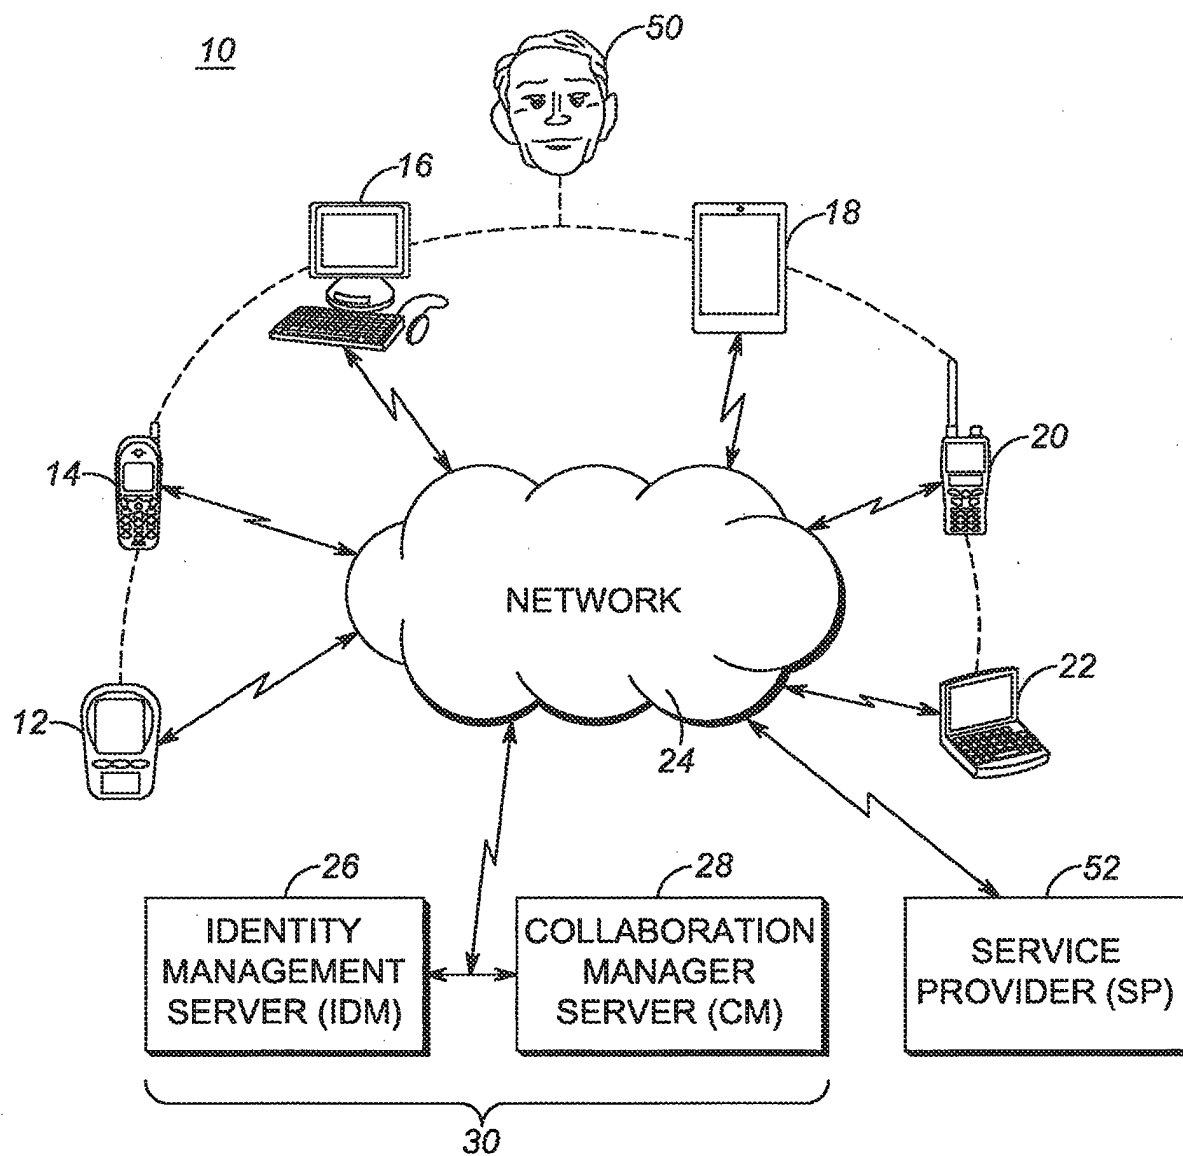 10
50
16
18
14
20
NETWORK
12
22
24
26
28
52
IDENTITY
MANAGEMENT
SERVER (IDM)
COLLABORATION
MANAGER
SERVER (CM)
SERVICE
PROVIDER (SP)
30